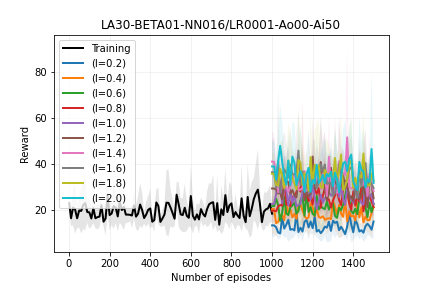 LA30-BETA01-NN016/LR0001-Ao00-Ai50
Reward
80
60
40
20
Training
(l=0.2)
(l=0.4)
(l=0.6)
(l=0.8)
(l=1.0)
(l=1.2)
(l=1.4)
(l=1.6)
(l=1.8)
(l=2.0)
0 200 400 600 800 1000 1200 1400
Number of episodes